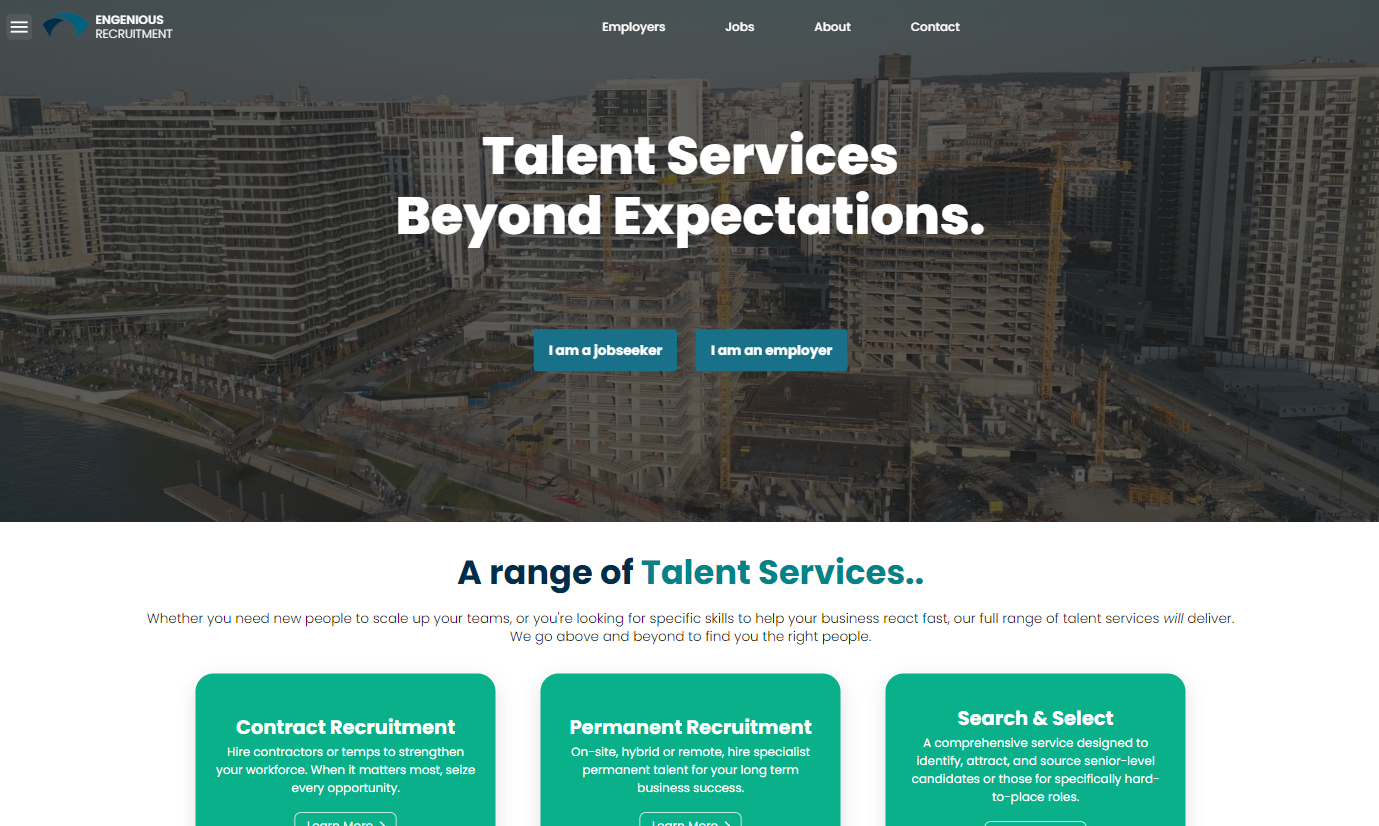 ENGENIOUS
RECRUITMENT
Employers
Jobs
About
Contact
Talent Services
Beyond Expectations.
I am a jobseeker
I am an employer
A range of Talent Services..
Whether you need new people to scale up your teams, or you're looking for specific skills to help your business react fast, our full range of talent services will deliver.
We go above and beyond to find you the right people.
Contract Recruitment
Hire contractors or temps to strengthen
your workforce. When it matters most, seize
every opportunity.
Learn More
Permanent Recruitment
On-site, hybrid or remote, hire specialist
permanent talent for your long term
business success.
Learn More
Search & Select
A comprehensive service designed to
identify, attract, and source senior-level
candidates or those for specifically hard-
to-place roles.